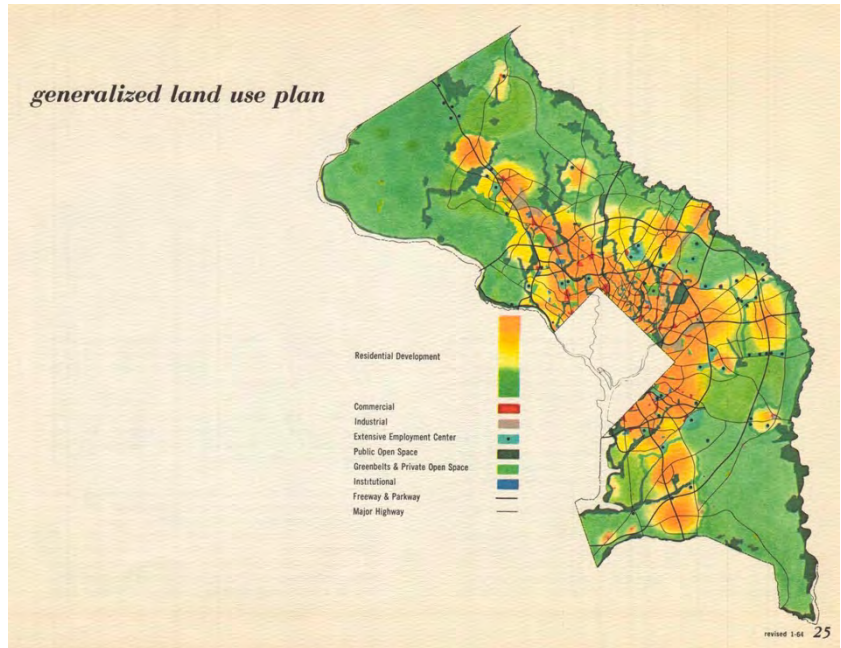 generalized land use plan
Residential Development
Commercial
Industrial
Extensive Employment Center
Public Open Space
Greenbelts & Private Open Space
Institutional
Freeway & Parkway
Major Highway
revised 1-64 25